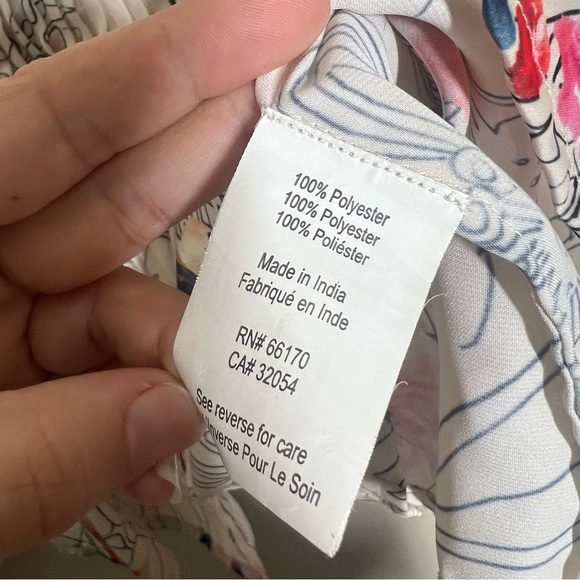 100% Polyester
100% Polyester
100% Poliéster
Made in India
Fabriqué en Inde
RN# 66170
CA# 32054
See reverse for care
Pour Le Soin